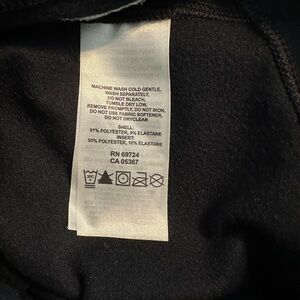 MACHINE WASH COLD GENTLE,
WASH SEPARATELY,
DO NOT BLEACH,
TUMBLE DRY LOW,
REMOVE PROMPTLY, DO NOT IRON,
DO NOT USE FABRIC SOFTENER,
DO NOT DRYCLEAN
SHELL:
91% POLYESTER, 9% ELASTANE
INSERT:
90% POLYESTER, 10% ELASTANE
RN 69724
CA 05367
30C